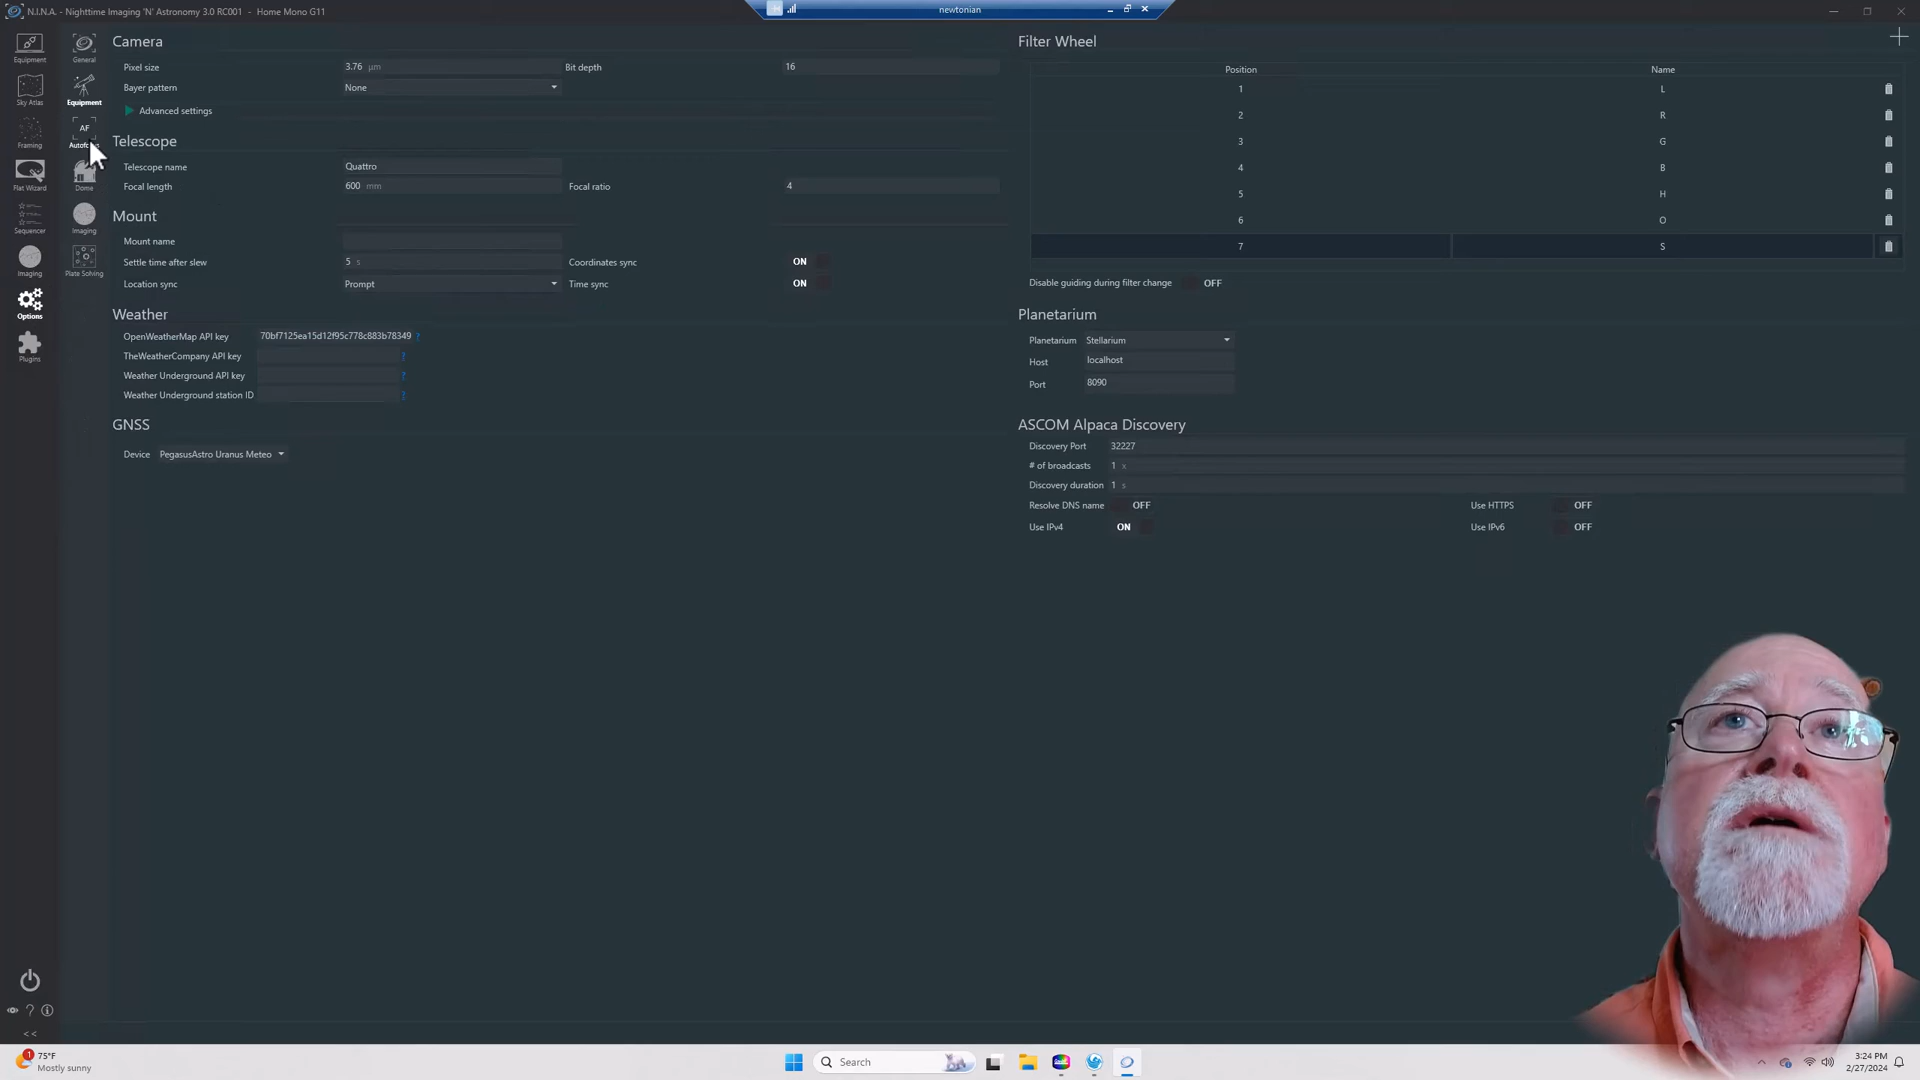 N.I.N.A. - Nighttime Imaging 'N' Astronomy 3.0 RC001 - Home Mono G11
newtonian
Equipment
Sky Atlas
Framing
Flat Wizard
Sequencer
Imaging
Options
Plugins
<<
General
Equipment
AF
Dome
Imaging
Plate Solving
Camera
Pixel size 3.76 µm Bit depth 16
Bayer pattern None
Advanced settings
Telescope
Telescope name Quattro
Focal length 600 mm Focal ratio 4
Mount
Mount name
Settle time after slew 5 s Coordinates sync ON
Location sync Prompt Time sync ON
Weather
OpenWeatherMap API key 70bf7125ea15d12f95c778c883b78349 ?
TheWeatherCompany API key ?
Weather Underground API key ?
Weather Underground station ID ?
GNSS
Device PegasusAstro Uranus Meteo
Filter Wheel
Position Name
1 L
2 R
3 G
4 B
5 H
6 O
7 S
Disable guiding during filter change OFF
Planetarium
Planetarium Stellarium
Host localhost
Port 8090
ASCOM Alpaca Discovery
Discovery Port 32227
# of broadcasts 1 x
Discovery duration 1 s
Resolve DNS name OFF Use HTTPS OFF
Use IPv4 ON Use IPv6 OFF
1
75°F
Mostly sunny
Search
3:24 PM
2/27/2024